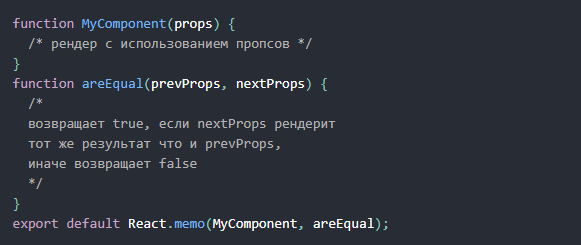 function MyComponent(props) {
  /* рендер с использованием пропсов */
}
function areEqual(prevProps, nextProps) {
  /*
  возвращает true, если nextProps рендерит
  тот же результат что и prevProps,
  иначе возвращает false
  */
}
export default React.memo(MyComponent, areEqual);